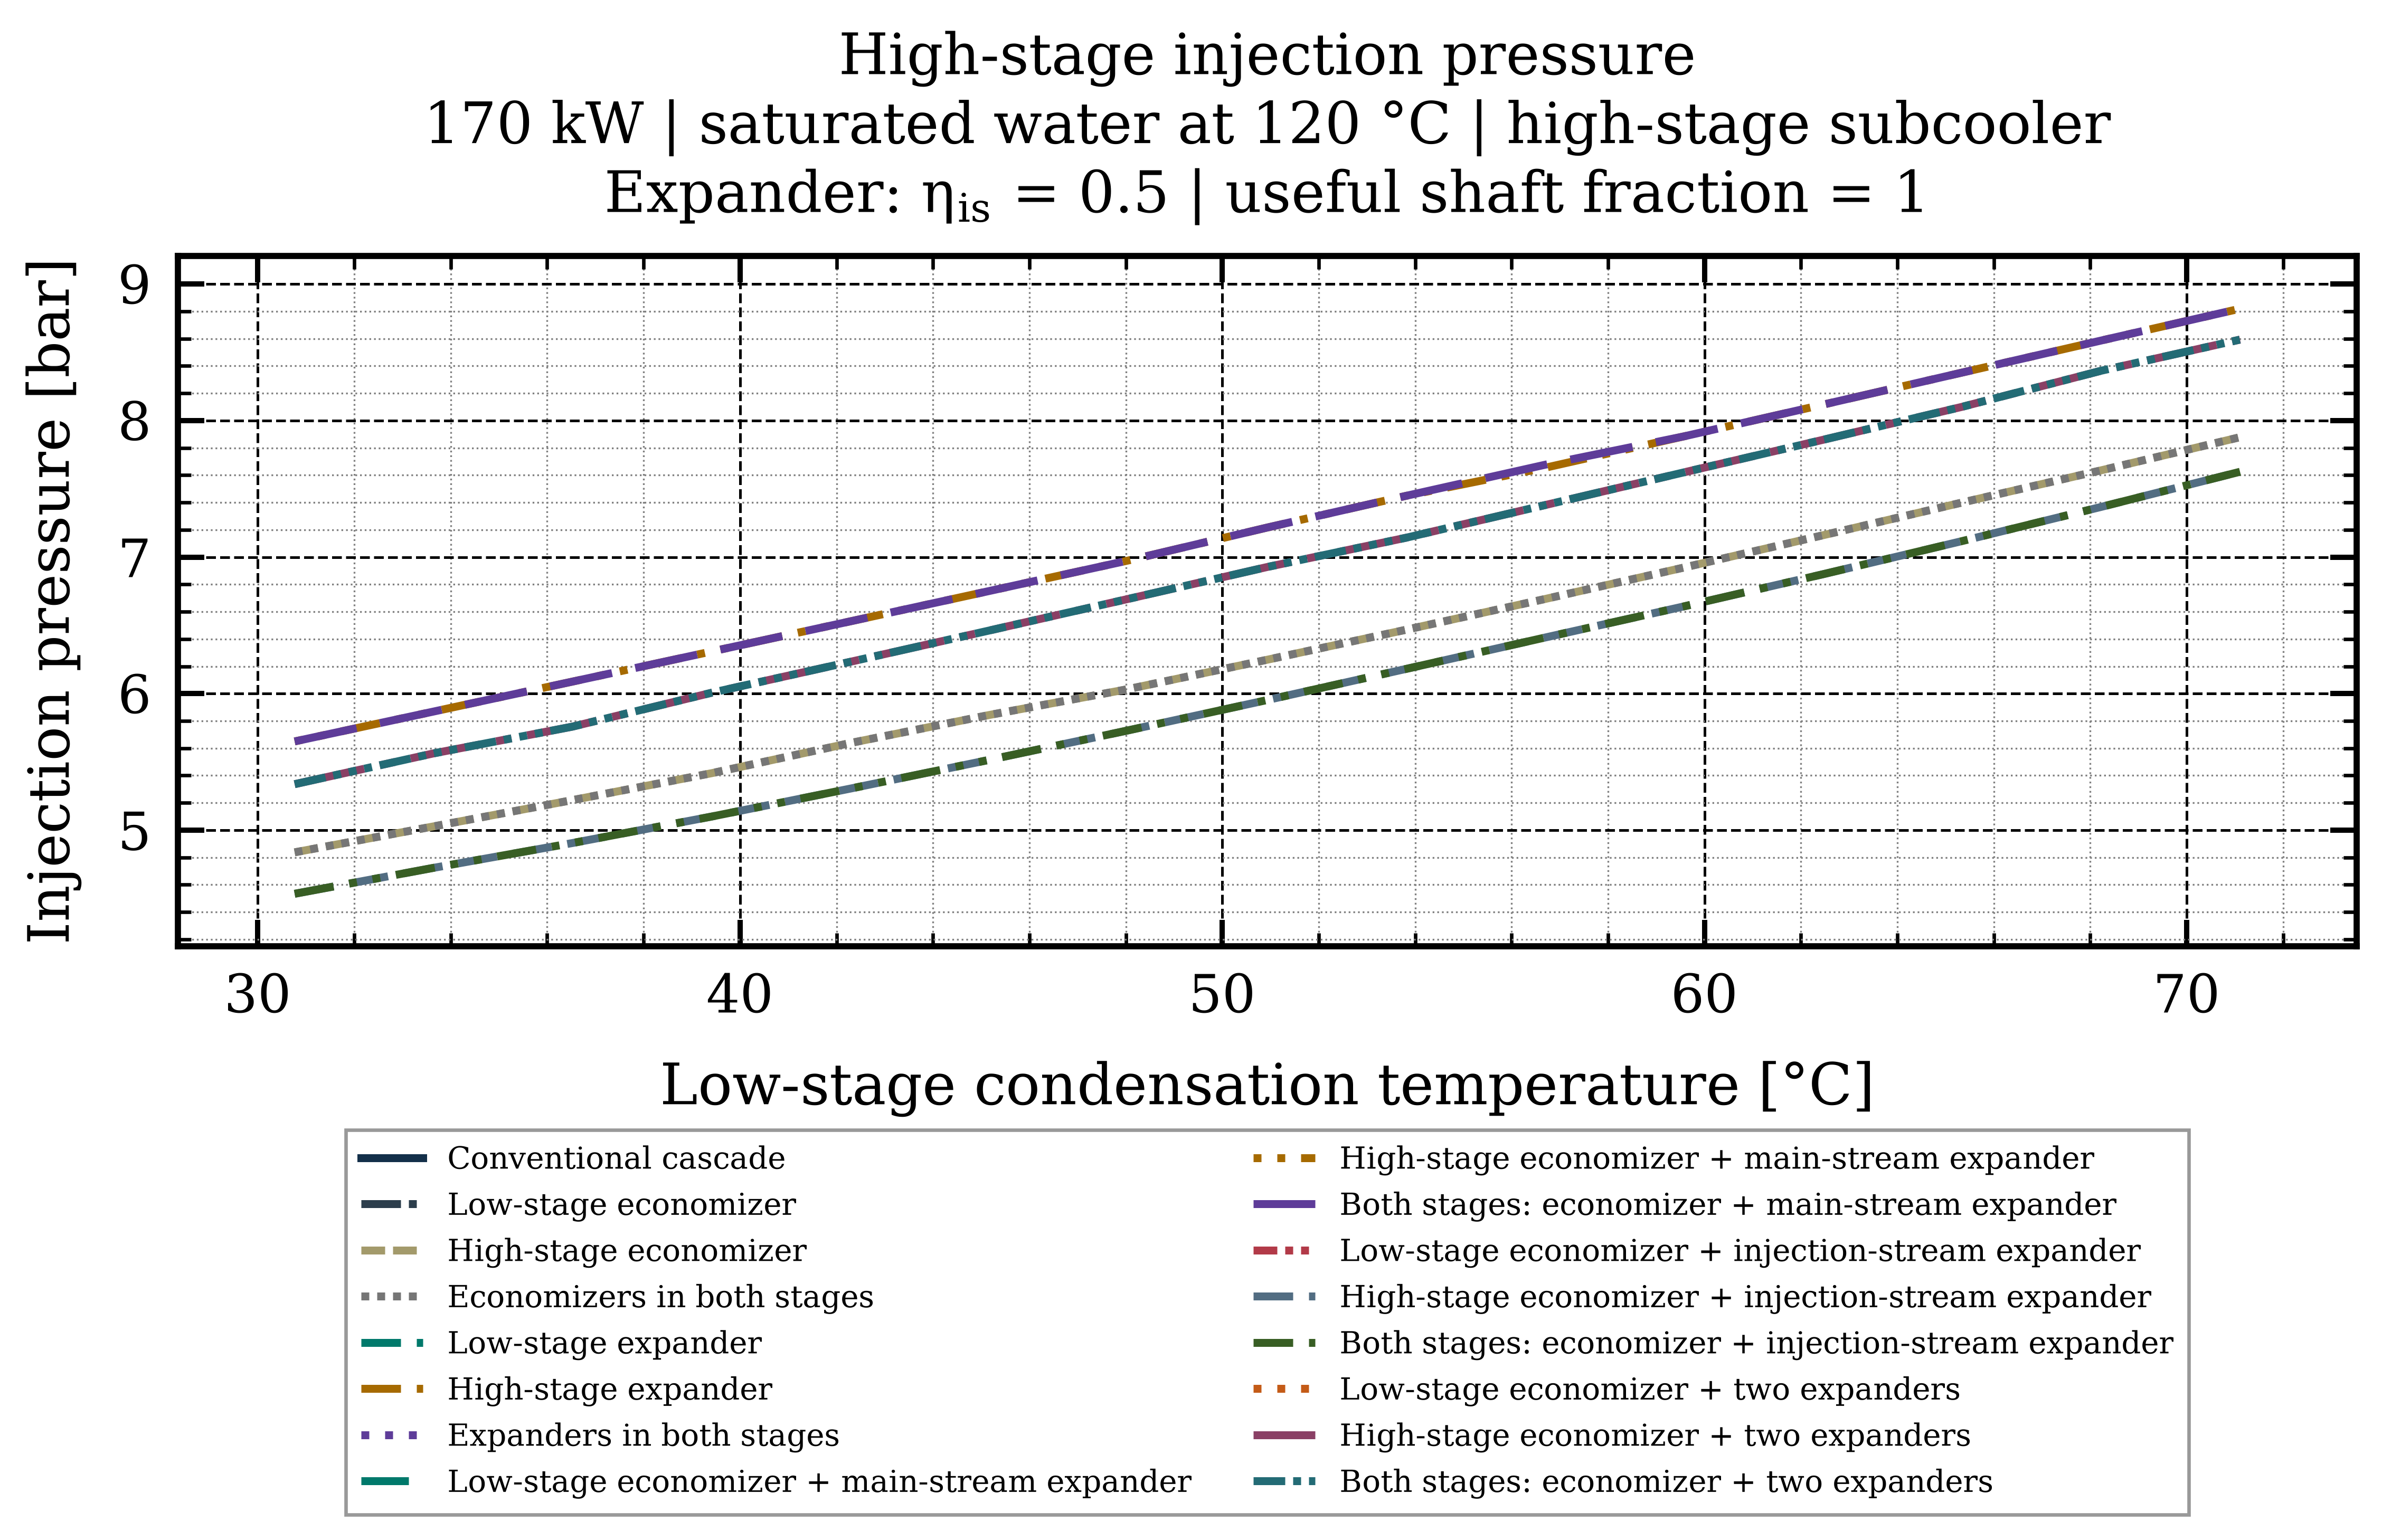 High-stage injection pressure
170 kW | saturated water at 120 °C | high-stage subcooler
Expander: ηis = 0.5 | useful shaft fraction = 1
Injection pressure [bar]
9
8
7
6
5
30 40 50 60 70
Low-stage condensation temperature [°C]
Conventional cascade
Low-stage economizer
High-stage economizer
Economizers in both stages
Low-stage expander
High-stage expander
Expanders in both stages
Low-stage economizer + main-stream expander
High-stage economizer + main-stream expander
Both stages: economizer + main-stream expander
Low-stage economizer + injection-stream expander
High-stage economizer + injection-stream expander
Both stages: economizer + injection-stream expander
Low-stage economizer + two expanders
High-stage economizer + two expanders
Both stages: economizer + two expanders